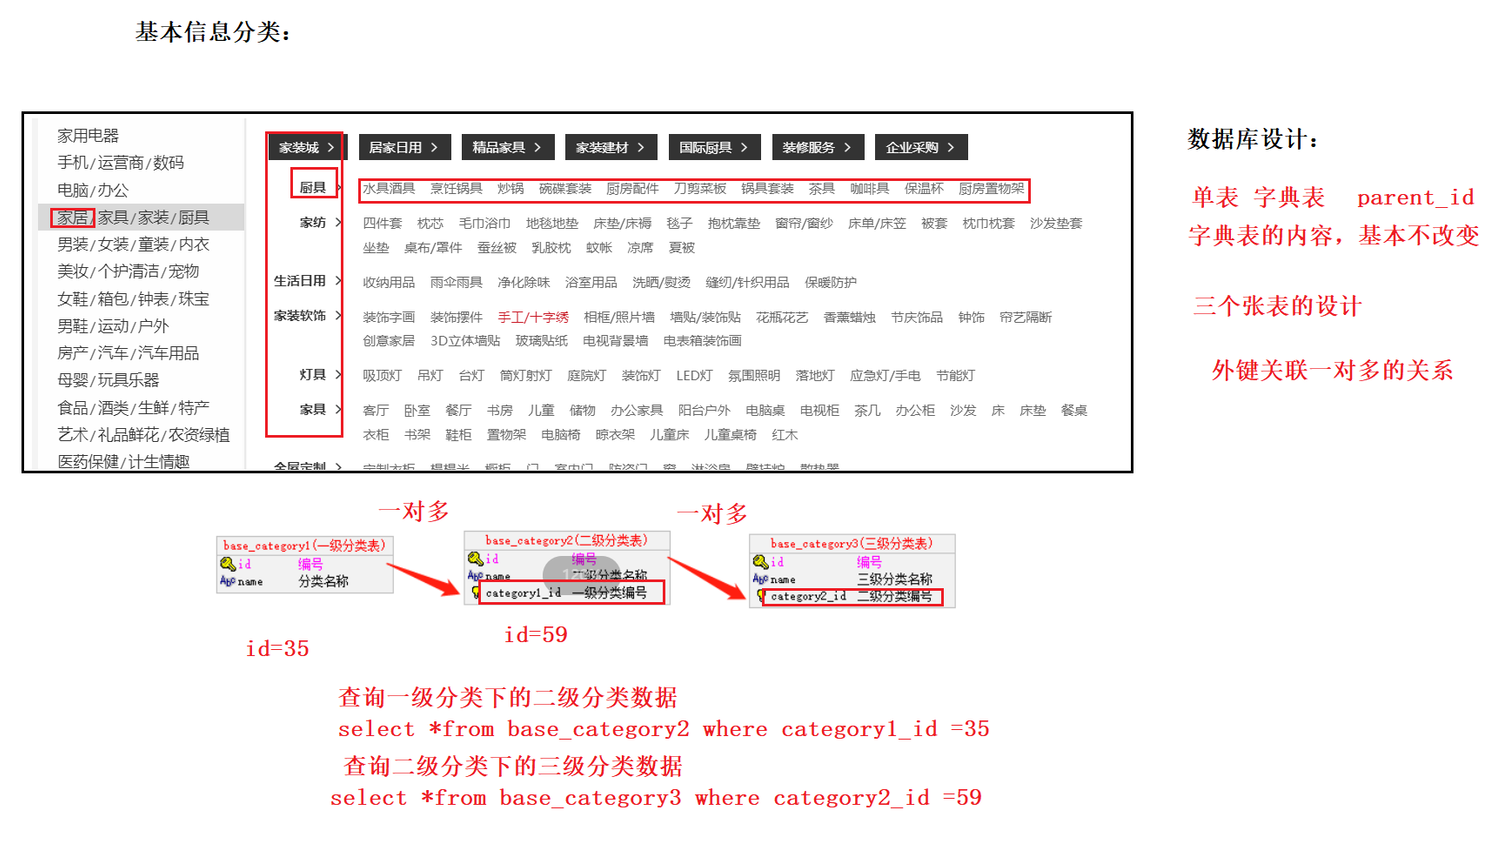 基本信息分类：
家用电器
手机/运营商/数码
电脑/办公
家居/家具/家装/厨具
男装/女装/童装/内衣
美妆/个护清洁/宠物
女鞋/箱包/钟表/珠宝
男鞋/运动/户外
房产/汽车/汽车用品
母婴/玩具乐器
食品/酒类/生鲜/特产
艺术/礼品鲜花/农资绿植
医药保健/计生情趣
家装城 > 居家日用 > 精品家具 > 家装建材 > 国际厨具 > 装修服务 > 企业采购 >
厨具 > 水具酒具 烹饪锅具 炒锅 碗碟套装 厨房配件 刀剪菜板 锅具套装 茶具 咖啡具 保温杯 厨房置物架
家纺 > 四件套 枕芯 毛巾浴巾 地毯地垫 床垫/床褥 毯子 抱枕靠垫 窗帘/窗纱 床单/床笠 被套 枕巾枕套 沙发垫套
坐垫 桌布/罩件 蚕丝被 乳胶枕 蚊帐 凉席 夏被
生活日用 > 收纳用品 雨伞雨具 净化除味 浴室用品 洗晒/熨烫 缝纫/针织用品 保暖防护
家装软饰 > 装饰字画 装饰摆件 手工/十字绣 相框/照片墙 墙贴/装饰贴 花瓶花艺 香薰蜡烛 节庆饰品 钟饰 帘艺隔断
创意家居 3D立体墙贴 玻璃贴纸 电视背景墙 电表箱装饰画
灯具 > 吸顶灯 吊灯 台灯 筒灯射灯 庭院灯 装饰灯 LED灯 氛围照明 落地灯 应急灯/手电 节能灯
家具 > 客厅 卧室 餐厅 书房 儿童 储物 办公家具 阳台户外 电脑桌 电视柜 茶几 办公柜 沙发 床 床垫 餐桌
衣柜 书架 鞋柜 置物架 电脑椅 晾衣架 儿童床 儿童桌椅 红木
全屋定制 > 定制衣柜 榻榻米 橱柜 门 室内门 防盗门 窗 淋浴房 壁挂炉 散热器
数据库设计：
单表 字典表 parent_id
字典表的内容，基本不改变
三个张表的设计
外键关联一对多的关系
一对多
一对多
base_category1(一级分类表)
id 编号
name 分类名称
base_category2(二级分类表)
id 编号
name 二级分类名称
category1_id 一级分类编号
base_category3(三级分类表)
id 编号
name 三级分类名称
category2_id 二级分类编号
id=35
id=59
查询一级分类下的二级分类数据
select *from base_category2 where category1_id =35
查询二级分类下的三级分类数据
select *from base_category3 where category2_id =59